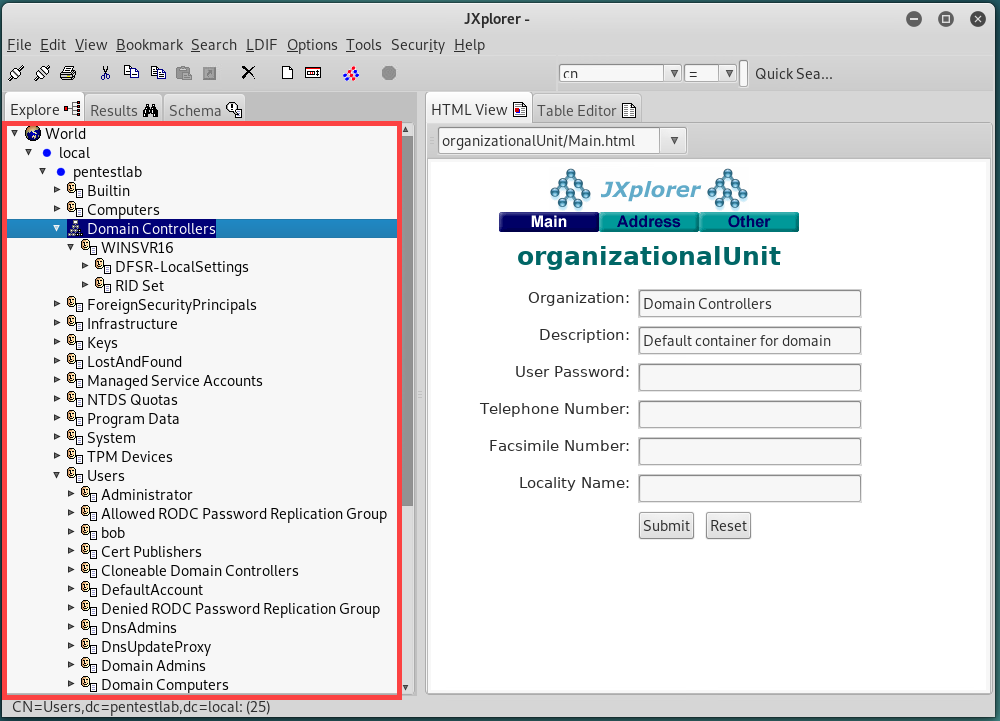 JXplorer -
File Edit View Bookmark Search LDIF Options Tools Security Help
cn = Quick Sea...
Explore Results Schema
HTML View Table Editor
World
local
pentestlab
Builtin
Computers
Domain Controllers
WINSVR16
DFSR-LocalSettings
RID Set
ForeignSecurityPrincipals
Infrastructure
Keys
LostAndFound
Managed Service Accounts
NTDS Quotas
Program Data
System
TPM Devices
Users
Administrator
Allowed RODC Password Replication Group
bob
Cert Publishers
Cloneable Domain Controllers
DefaultAccount
Denied RODC Password Replication Group
DnsAdmins
DnsUpdateProxy
Domain Admins
Domain Computers
organizationalUnit/Main.html
JXplorer
Main Address Other
organizationalUnit
Organization: Domain Controllers
Description: Default container for domain
User Password:
Telephone Number:
Facsimile Number:
Locality Name:
Submit Reset
CN=Users,dc=pentestlab,dc=local: (25)